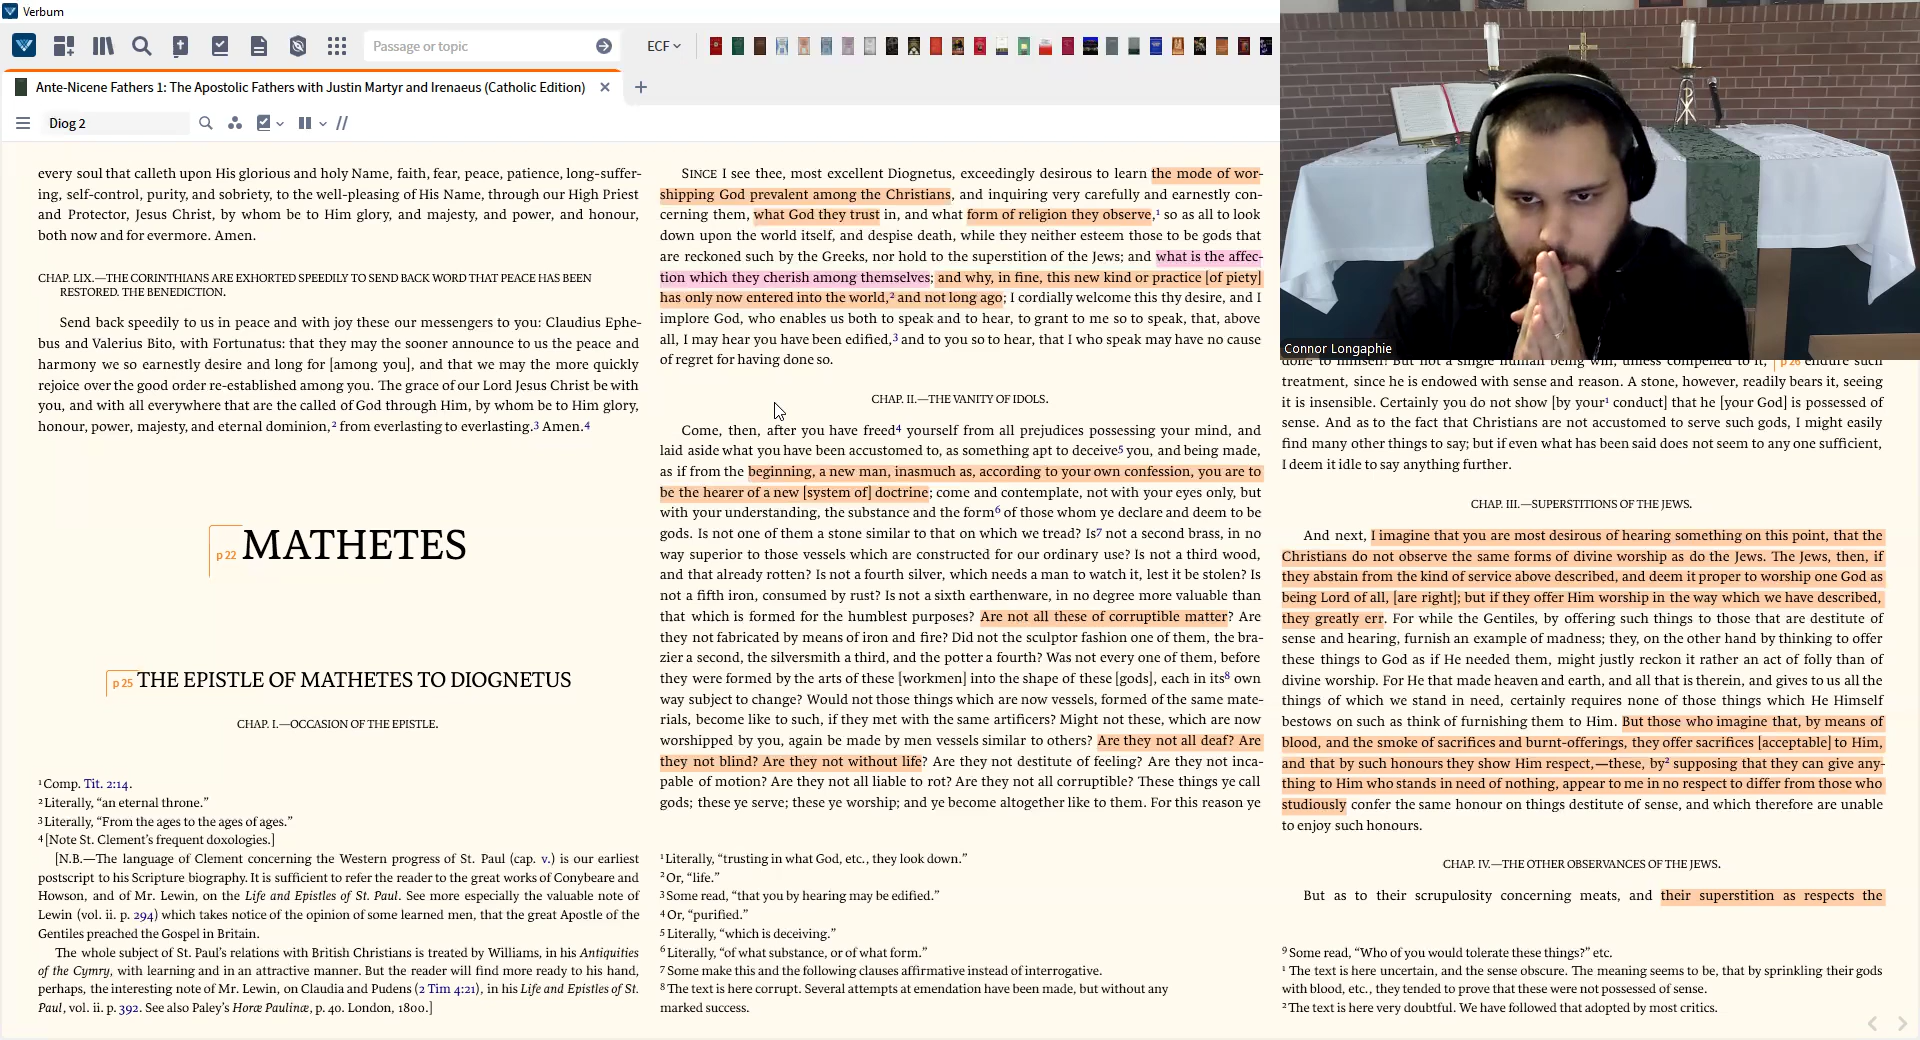 Verbum
Passage or topic
ECF
Ante-Nicene Fathers 1: The Apostolic Fathers with Justin Martyr and Irenaeus (Catholic Edition)
Diog 2
every soul that calleth upon His glorious and holy Name, faith, fear, peace, patience, long-suffer-
ing, self-control, purity, and sobriety, to the well-pleasing of His Name, through our High Priest
and Protector, Jesus Christ, by whom be to Him glory, and majesty, and power, and honour,
both now and for evermore. Amen.
CHAP. LIX.—THE CORINTHIANS ARE EXHORTED SPEEDILY TO SEND BACK WORD THAT PEACE HAS BEEN
RESTORED. THE BENEDICTION.
Send back speedily to us in peace and with joy these our messengers to you: Claudius Ephe-
bus and Valerius Bito, with Fortunatus: that they may the sooner announce to us the peace and
harmony we so earnestly desire and long for [among you], and that we may the more quickly
rejoice over the good order re-established among you. The grace of our Lord Jesus Christ be with
you, and with all everywhere that are the called of God through Him, by whom be to Him glory,
honour, power, majesty, and eternal dominion,2 from everlasting to everlasting.3 Amen.4
p 22 MATHETES
p 25 THE EPISTLE OF MATHETES TO DIOGNETUS
CHAP. I.—OCCASION OF THE EPISTLE.
1 Comp. Tit. 2:14.
2 Literally, “an eternal throne.”
3 Literally, “From the ages to the ages of ages.”
4 [Note St. Clement’s frequent doxologies.]
[N.B.—The language of Clement concerning the Western progress of St. Paul (cap. v.) is our earliest
postscript to his Scripture biography. It is sufficient to refer the reader to the great works of Conybeare and
Howson, and of Mr. Lewin, on the Life and Epistles of St. Paul. See more especially the valuable note of
Lewin (vol. ii. p. 294) which takes notice of the opinion of some learned men, that the great Apostle of the
Gentiles preached the Gospel in Britain.
The whole subject of St. Paul’s relations with British Christians is treated by Williams, in his Antiquities
of the Cymry, with learning and in an attractive manner. But the reader will find more ready to his hand,
perhaps, the interesting note of Mr. Lewin, on Claudia and Pudens (2 Tim 4:21), in his Life and Epistles of St.
Paul, vol. ii. p. 392. See also Paley’s Horæ Paulinæ, p. 40. London, 1800.]
SINCE I see thee, most excellent Diognetus, exceedingly desirous to learn the mode of wor-
shipping God prevalent among the Christians, and inquiring very carefully and earnestly con-
cerning them, what God they trust in, and what form of religion they observe,1 so as all to look
down upon the world itself, and despise death, while they neither esteem those to be gods that
are reckoned such by the Greeks, nor hold to the superstition of the Jews; and what is the affec-
tion which they cherish among themselves; and why, in fine, this new kind or practice [of piety]
has only now entered into the world,2 and not long ago; I cordially welcome this thy desire, and I
implore God, who enables us both to speak and to hear, to grant to me so to speak, that, above
all, I may hear you have been edified,3 and to you so to hear, that I who speak may have no cause
of regret for having done so.
CHAP. II.—THE VANITY OF IDOLS.
Come, then, after you have freed4 yourself from all prejudices possessing your mind, and
laid aside what you have been accustomed to, as something apt to deceive5 you, and being made,
as if from the beginning, a new man, inasmuch as, according to your own confession, you are to
be the hearer of a new [system of] doctrine; come and contemplate, not with your eyes only, but
with your understanding, the substance and the form6 of those whom ye declare and deem to be
gods. Is not one of them a stone similar to that on which we tread? Is7 not a second brass, in no
way superior to those vessels which are constructed for our ordinary use? Is not a third wood,
and that already rotten? Is not a fourth silver, which needs a man to watch it, lest it be stolen? Is
not a fifth iron, consumed by rust? Is not a sixth earthenware, in no degree more valuable than
that which is formed for the humblest purposes? Are not all these of corruptible matter? Are
they not fabricated by means of iron and fire? Did not the sculptor fashion one of them, the bra-
zier a second, the silversmith a third, and the potter a fourth? Was not every one of them, before
they were formed by the arts of these [workmen] into the shape of these [gods], each in its8 own
way subject to change? Would not those things which are now vessels, formed of the same mate-
rials, become like to such, if they met with the same artificers? Might not these, which are now
worshipped by you, again be made by men vessels similar to others? Are they not all deaf? Are
they not blind? Are they not without life? Are they not destitute of feeling? Are they not inca-
pable of motion? Are they not all liable to rot? Are they not all corruptible? These things ye call
gods; these ye serve; these ye worship; and ye become altogether like to them. For this reason ye
1 Literally, “trusting in what God, etc., they look down.”
2 Or, “life.”
3 Some read, “that you by hearing may be edified.”
4 Or, “purified.”
5 Literally, “which is deceiving.”
6 Literally, “of what substance, or of what form.”
7 Some make this and the following clauses affirmative instead of interrogative.
8 The text is here corrupt. Several attempts at emendation have been made, but without any
marked success.
Connor Longaphie
done to himself! But not a single human being will, unless compelled to it, p 26 endure such
treatment, since he is endowed with sense and reason. A stone, however, readily bears it, seeing
it is insensible. Certainly you do not show [by your1 conduct] that he [your God] is possessed of
sense. And as to the fact that Christians are not accustomed to serve such gods, I might easily
find many other things to say; but if even what has been said does not seem to any one sufficient,
I deem it idle to say anything further.
CHAP. III.—SUPERSTITIONS OF THE JEWS.
And next, I imagine that you are most desirous of hearing something on this point, that the
Christians do not observe the same forms of divine worship as do the Jews. The Jews, then, if
they abstain from the kind of service above described, and deem it proper to worship one God as
being Lord of all, [are right]; but if they offer Him worship in the way which we have described,
they greatly err. For while the Gentiles, by offering such things to those that are destitute of
sense and hearing, furnish an example of madness; they, on the other hand by thinking to offer
these things to God as if He needed them, might justly reckon it rather an act of folly than of
divine worship. For He that made heaven and earth, and all that is therein, and gives to us all the
things of which we stand in need, certainly requires none of those things which He Himself
bestows on such as think of furnishing them to Him. But those who imagine that, by means of
blood, and the smoke of sacrifices and burnt-offerings, they offer sacrifices [acceptable] to Him,
and that by such honours they show Him respect,—these, by2 supposing that they can give any-
thing to Him who stands in need of nothing, appear to me in no respect to differ from those who
studiously confer the same honour on things destitute of sense, and which therefore are unable
to enjoy such honours.
CHAP. IV.—THE OTHER OBSERVANCES OF THE JEWS.
But as to their scrupulosity concerning meats, and their superstition as respects the
9 Some read, “Who of you would tolerate these things?” etc.
1 The text is here uncertain, and the sense obscure. The meaning seems to be, that by sprinkling their gods
with blood, etc., they tended to prove that these were not possessed of sense.
2 The text is here very doubtful. We have followed that adopted by most critics.